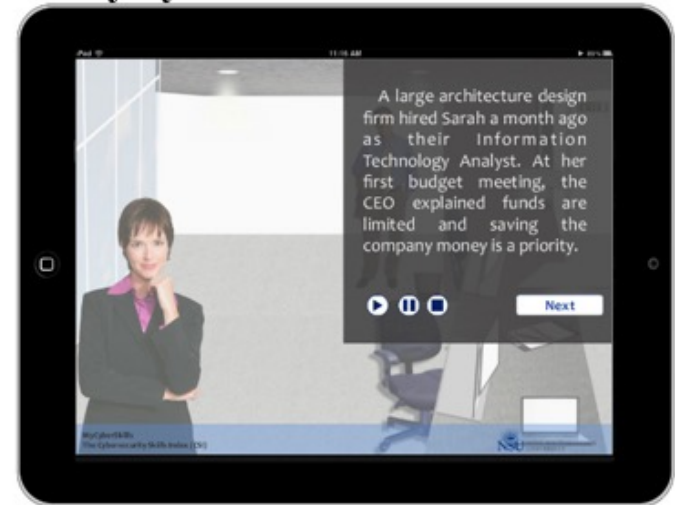 iPad
11:15 AM
A large architecture design
firm hired Sarah a month ago
as their Information
Technology Analyst. At her
first budget meeting, the
CEO explained funds are
limited and saving the
company money is a priority.
Next
MyCyberSkills
The Cybersecurity Skills Index (CSI)
NSU